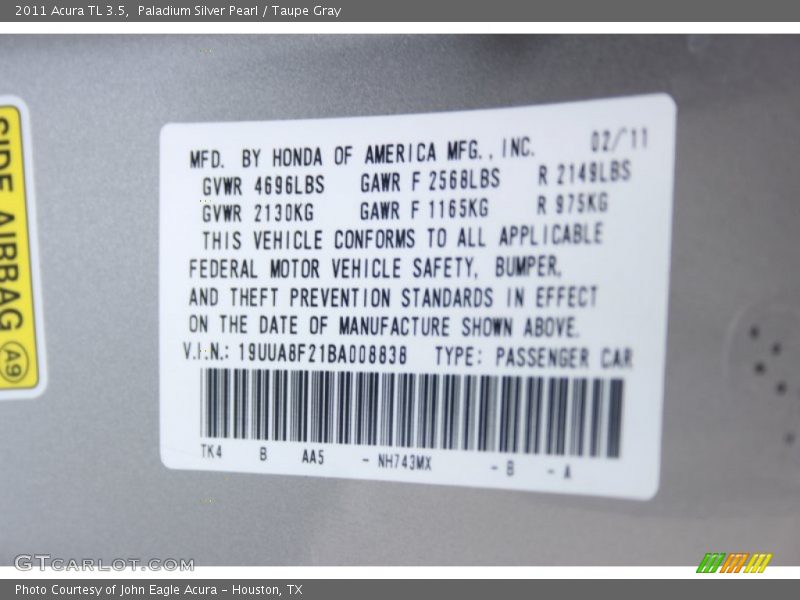 2011 Acura TL 3.5, Paladium Silver Pearl / Taupe Gray
SIDE AIRBAG A9
MFD. BY HONDA OF AMERICA MFG., INC. 02/11
GVWR 4696LBS GAWR F 2568LBS R 2149LBS
GVWR 2130KG GAWR F 1165KG R 975KG
THIS VEHICLE CONFORMS TO ALL APPLICABLE
FEDERAL MOTOR VEHICLE SAFETY, BUMPER,
AND THEFT PREVENTION STANDARDS IN EFFECT
ON THE DATE OF MANUFACTURE SHOWN ABOVE.
V.I.N.: 19UUA8F21BA008838 TYPE: PASSENGER CAR
TK4 B AA5 - NH743MX - B - A
GTCARLOT.COM
Photo Courtesy of John Eagle Acura - Houston, TX